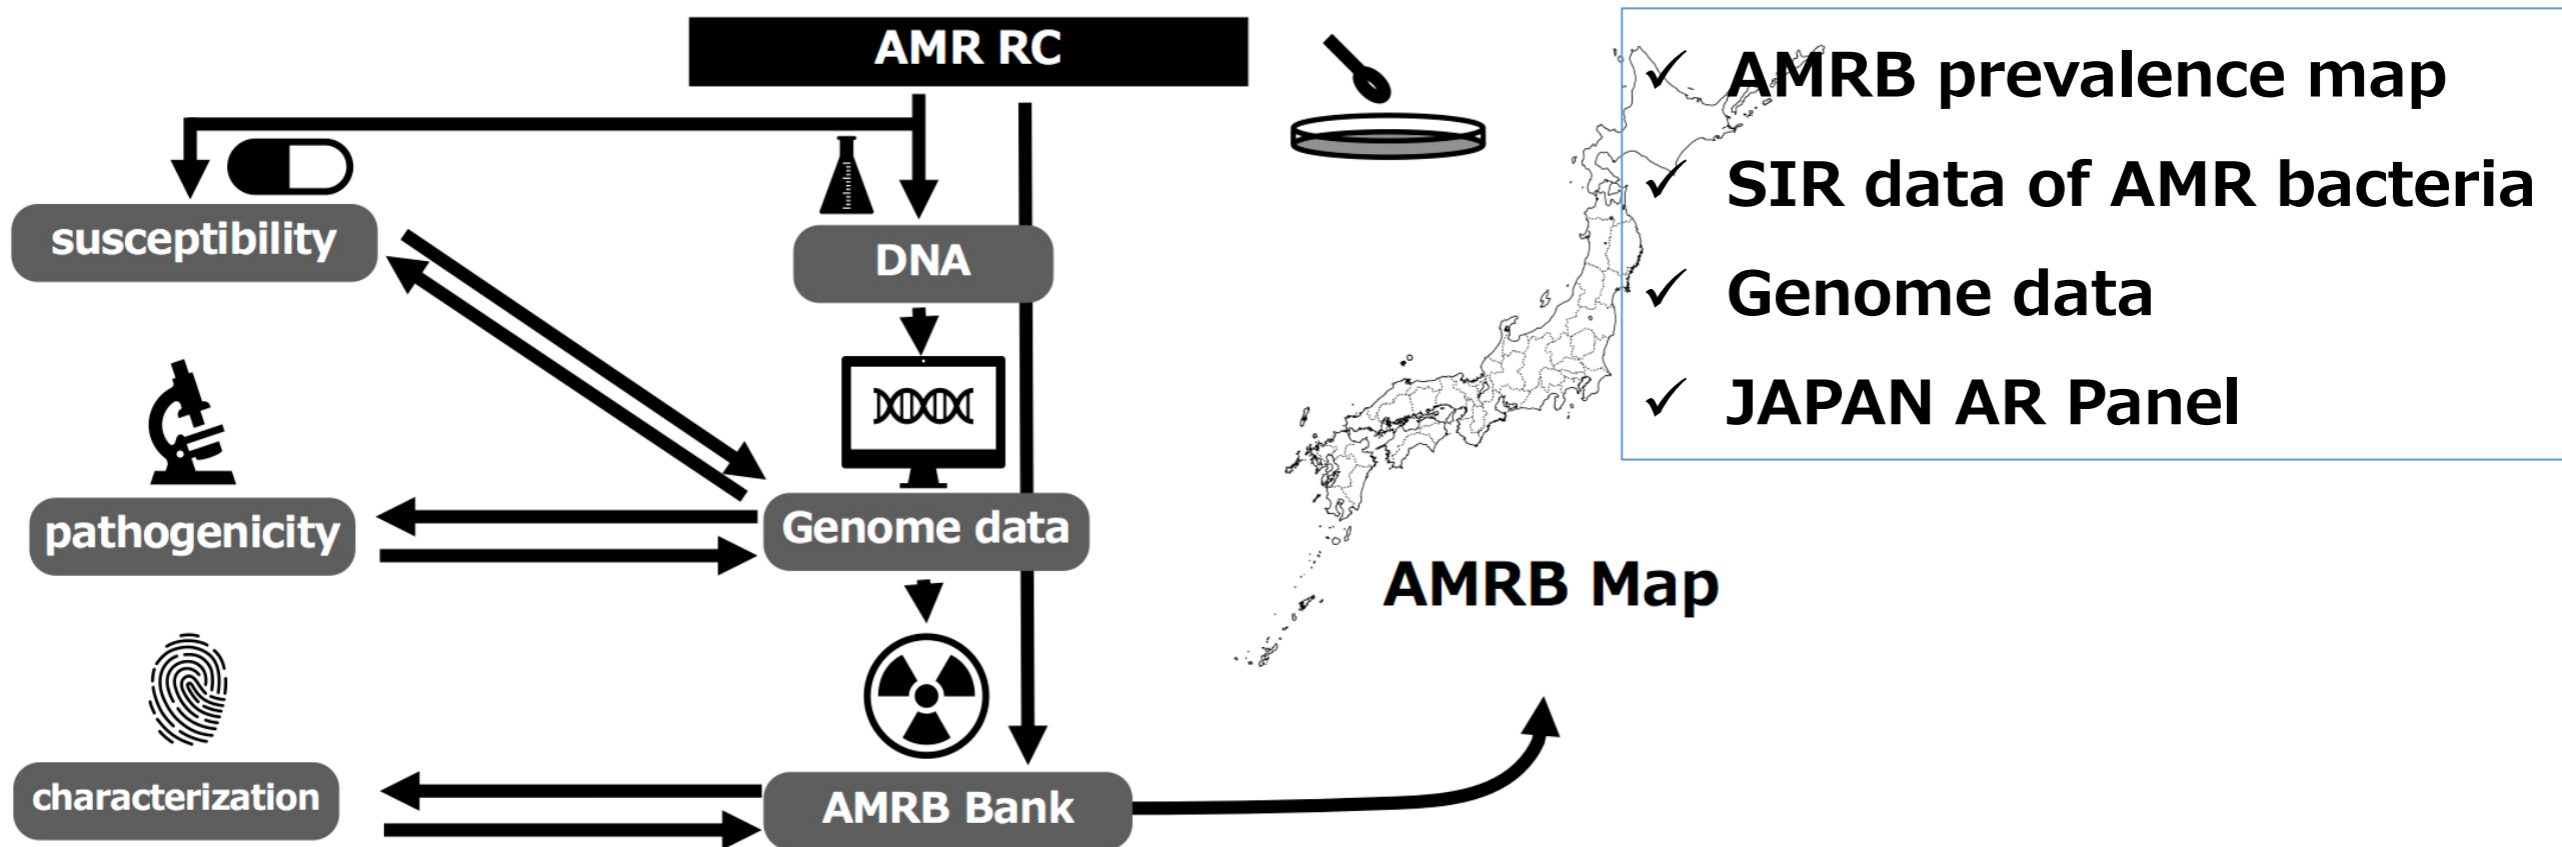 AMR RC
susceptibility
DNA
pathogenicity
Genome data
characterization
AMRB Bank
AMRB Map
✓ AMRB prevalence map
✓ SIR data of AMR bacteria
✓ Genome data
✓ JAPAN AR Panel